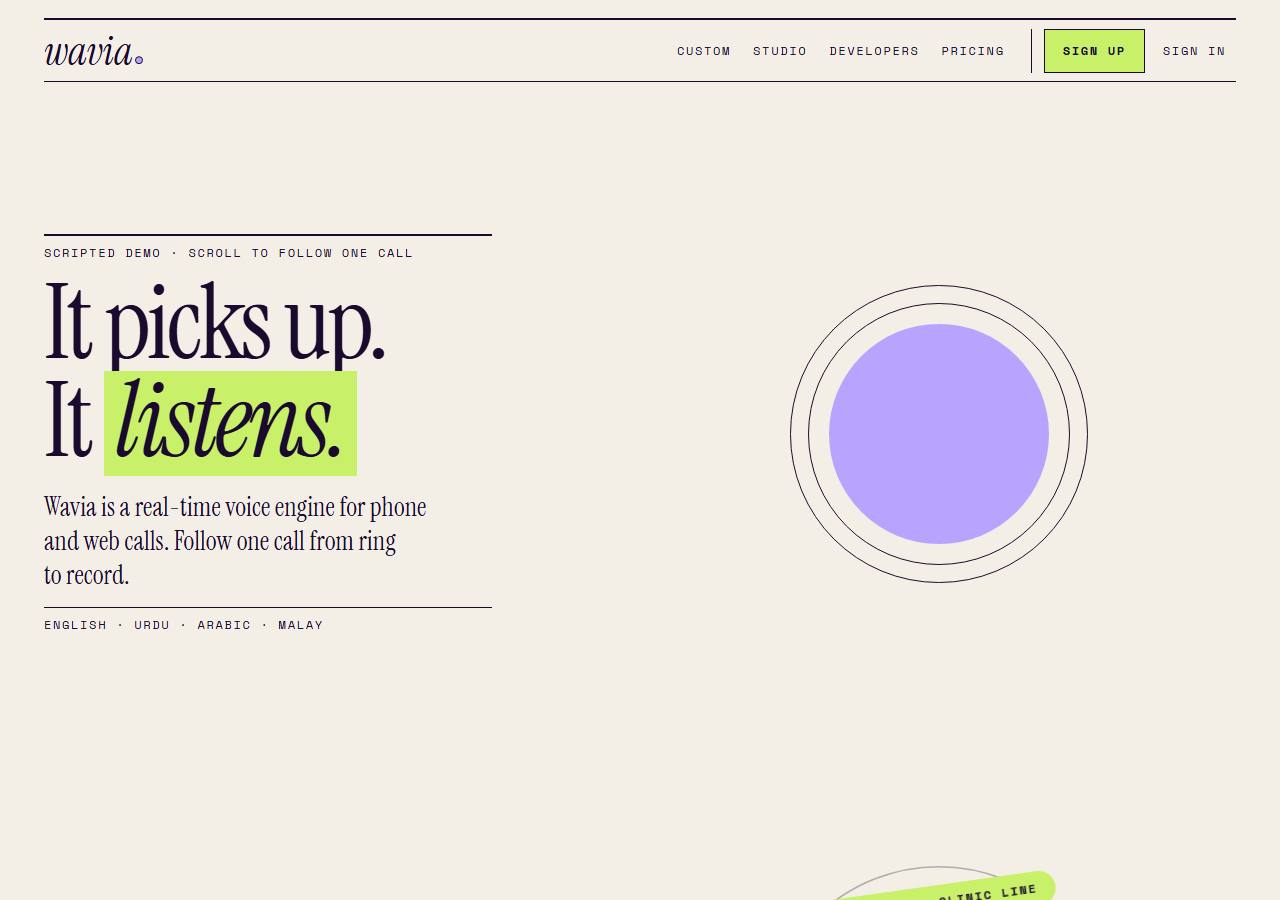 wavia.
CUSTOM STUDIO DEVELOPERS PRICING SIGN UP SIGN IN
SCRIPTED DEMO · SCROLL TO FOLLOW ONE CALL
It picks up.
It listens.
Wavia is a real-time voice engine for phone
and web calls. Follow one call from ring
to record.
ENGLISH · URDU · ARABIC · MALAY
CLINIC LINE